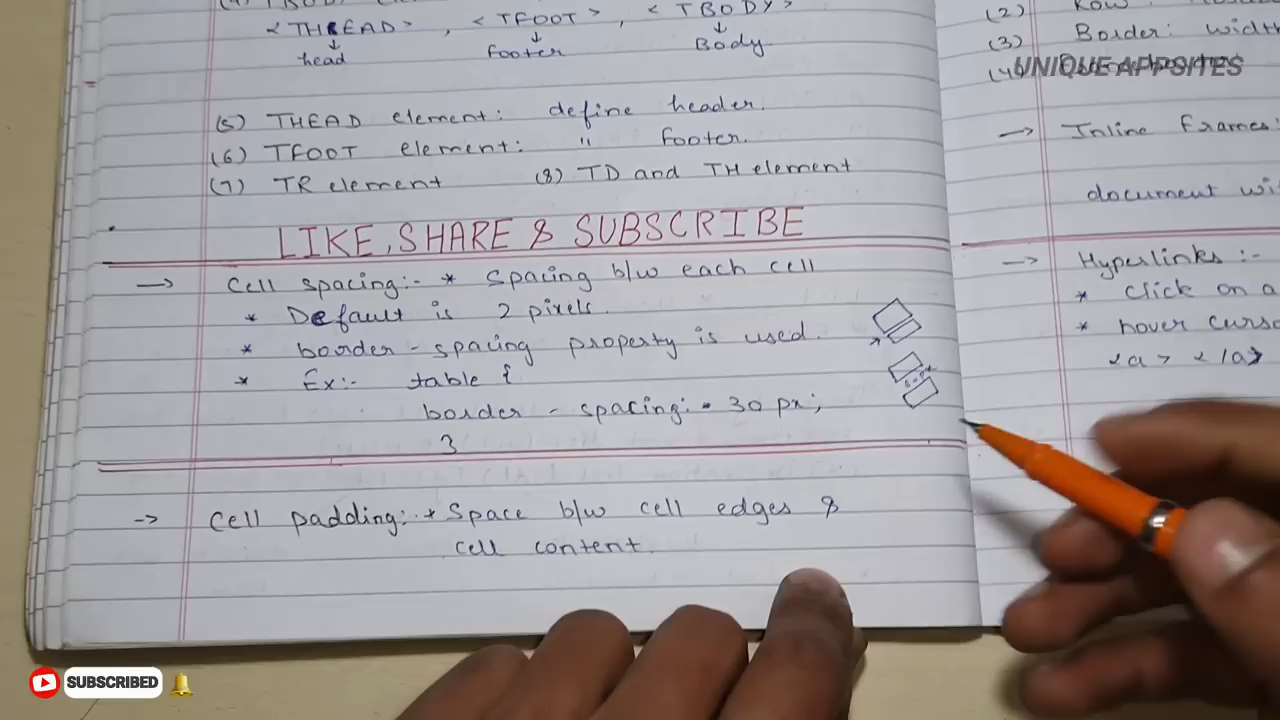 <THEAD> , <TFOOT> , <TBODY>
↓ ↓ ↓
head footer Body
(5) THEAD element: define header.
(6) TFOOT element: " footer.
(7) TR element (8) TD and TH element
LIKE, SHARE & SUBSCRIBE
→ Cell spacing:- * Spacing b/w each cell
* Default is 2 pixels.
* border-spacing property is used.
* Ex:- table {
border-spacing: 30 px;
}
→ Cell padding: * Space b/w cell edges &
cell content.
(2) Row
(3) Border: width
(4)
UNIQUE APPSITES
→ Inline Frames:
document wi
→ Hyperlinks:-
* Click on a
* hover curso
<a> </a>
SUBSCRIBED